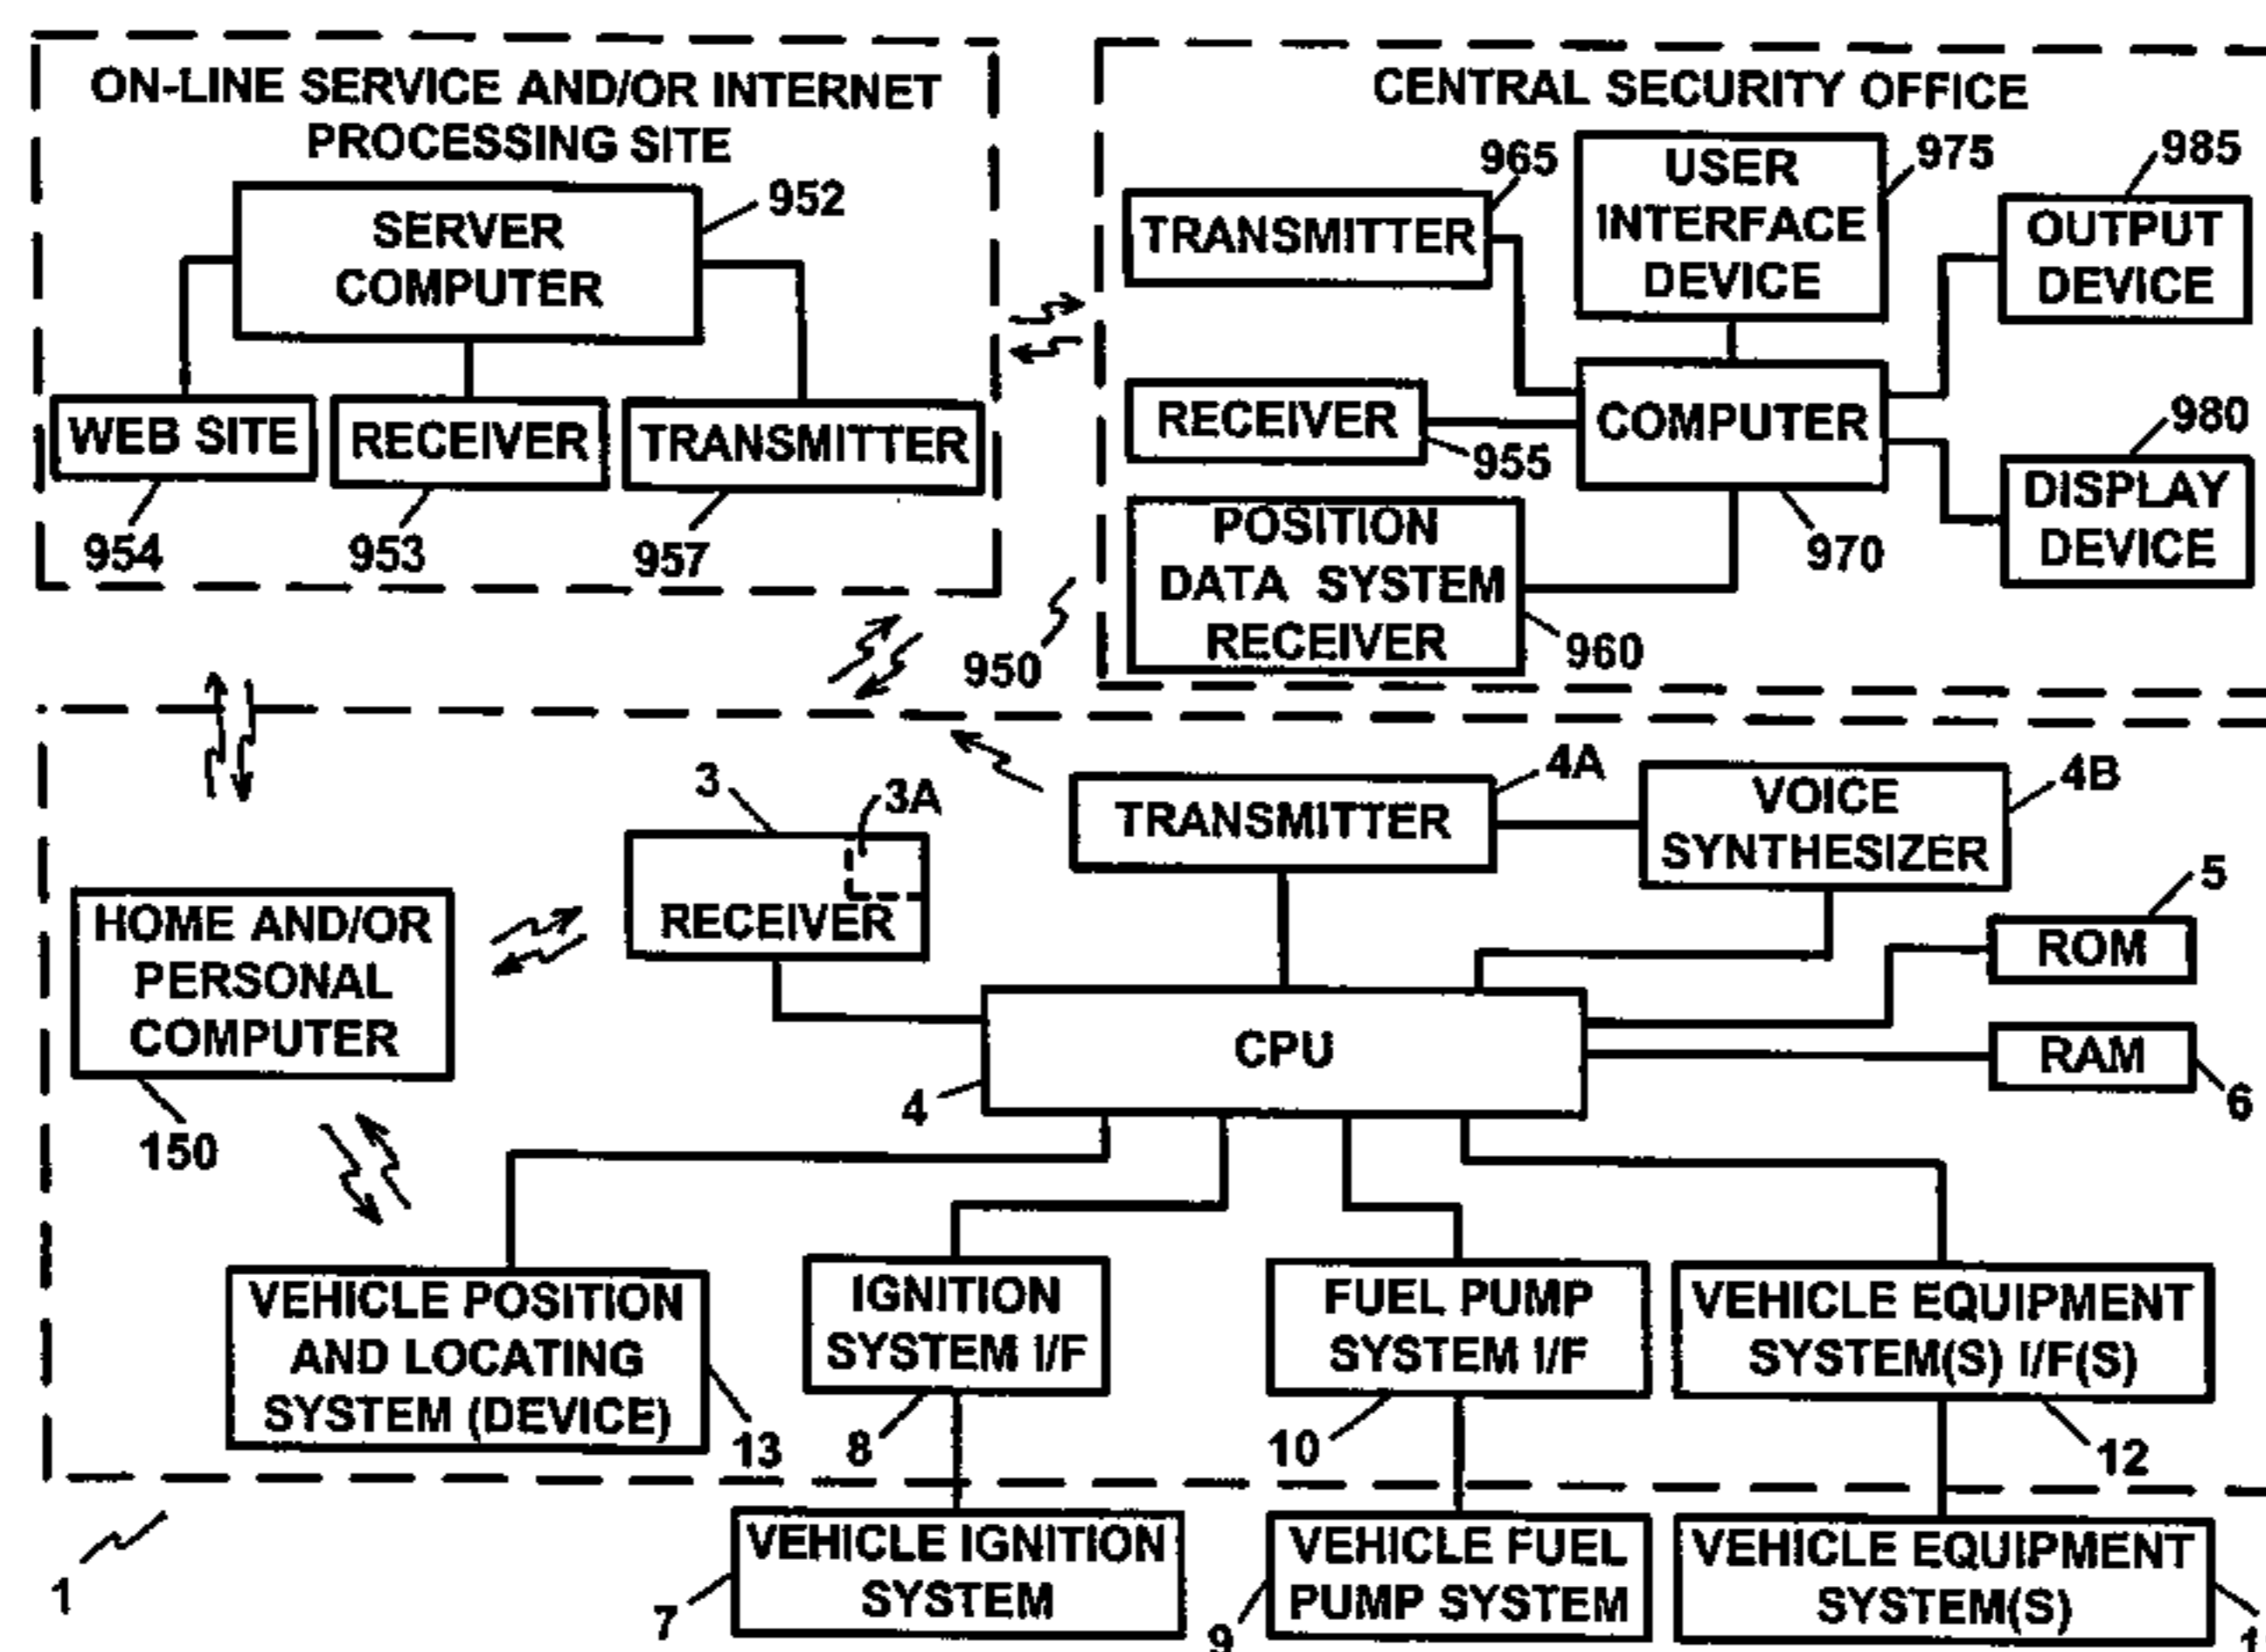 ON-LINE SERVICE AND/OR INTERNET
PROCESSING SITE
952
SERVER
COMPUTER
WEB SITE
RECEIVER
TRANSMITTER
954
953
957
CENTRAL SECURITY OFFICE
965
975
985
TRANSMITTER
USER
INTERFACE
DEVICE
OUTPUT
DEVICE
RECEIVER
955
COMPUTER
970
980
DISPLAY
DEVICE
POSITION
DATA SYSTEM
RECEIVER
960
950
3
3A
RECEIVER
4A
TRANSMITTER
4B
VOICE
SYNTHESIZER
5
ROM
HOME AND/OR
PERSONAL
COMPUTER
150
CPU
4
RAM
6
VEHICLE POSITION
AND LOCATING
SYSTEM (DEVICE)
13
IGNITION
SYSTEM I/F
8
FUEL PUMP
SYSTEM I/F
10
VEHICLE EQUIPMENT
SYSTEM(S) I/F(S)
12
1
VEHICLE IGNITION
SYSTEM
7
VEHICLE FUEL
PUMP SYSTEM
9
VEHICLE EQUIPMENT
SYSTEM(S)